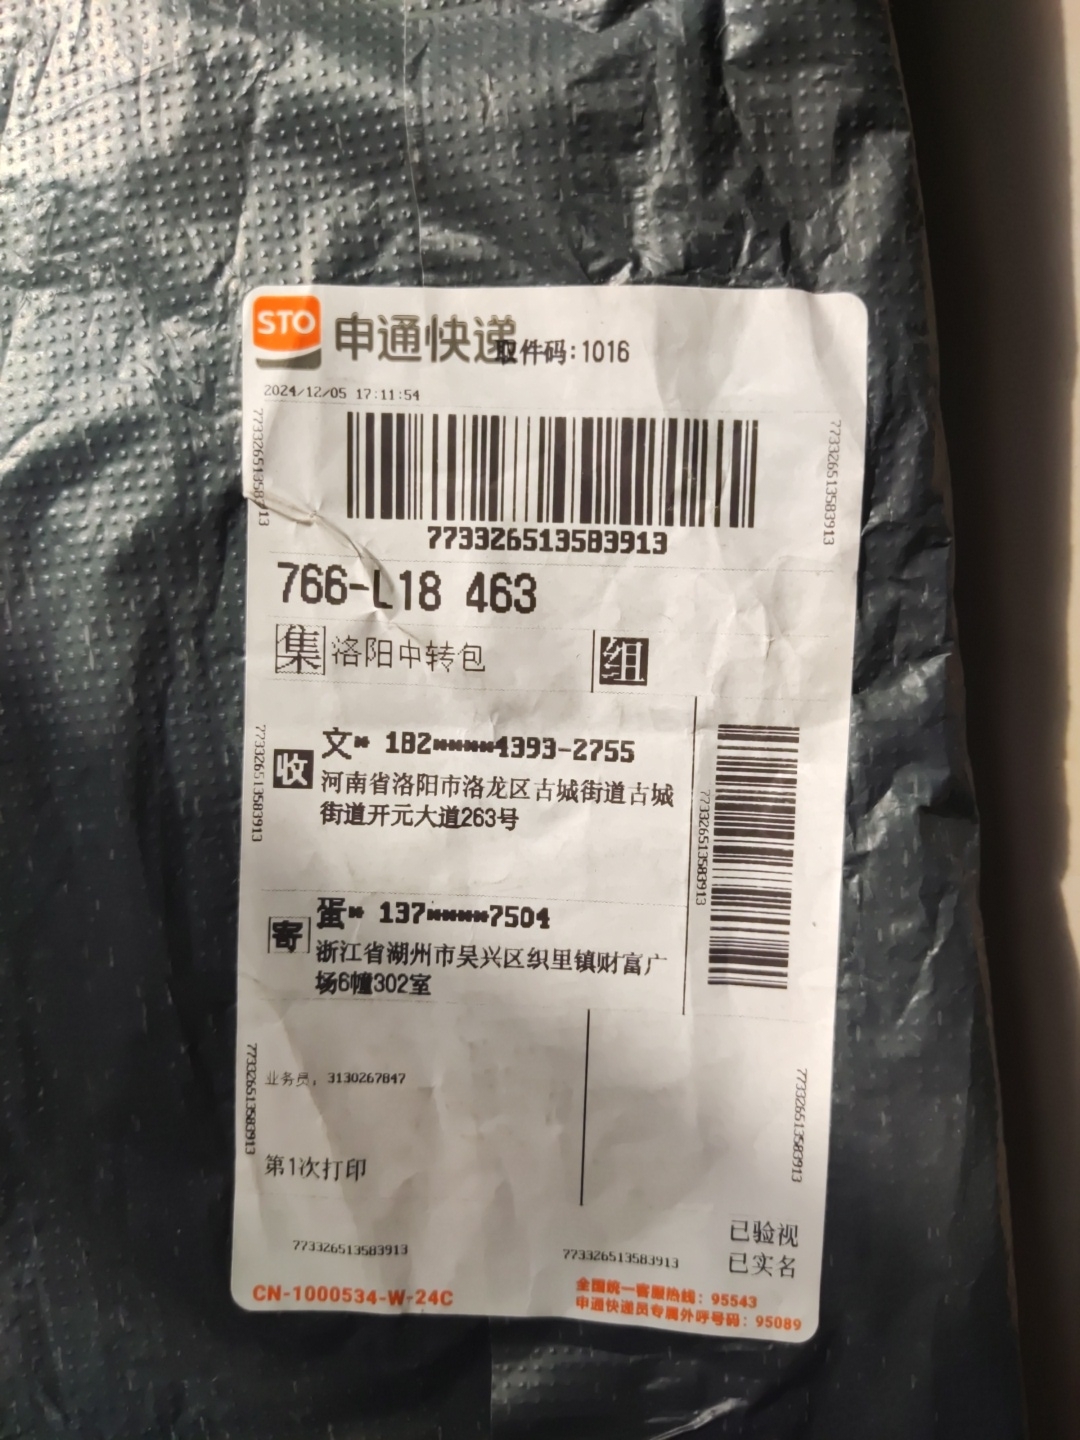 STO 申通快递 取件码:1016
2024/12/05 17:11:54
773326513583913
773326513583913
773326513583913
766-L18 463
集 洛阳中转包 组
收 文* 182****4393-2755
河南省洛阳市洛龙区古城街道古城
街道开元大道263号
773326513583913
773326513583913
寄 蛋* 137****7504
浙江省湖州市吴兴区织里镇财富广
场6幢302室
773326513583913
773326513583913
业务员，3130267847
第1次打印
已验视
已实名
773326513583913
773326513583913
CN-1000534-W-24C
全国统一客服热线：95543
申通快递员专属外呼号码：95089